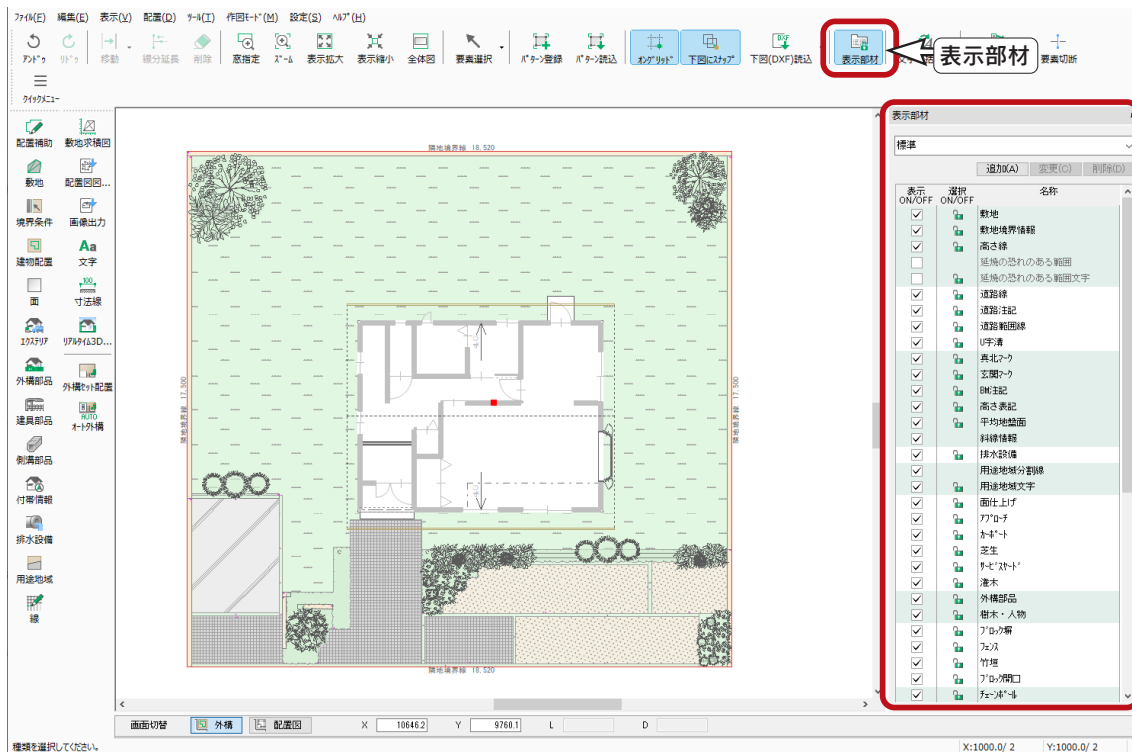 ファイル(F) 編集(E) 表示(V) 配置(D) ツール(T) 作図モード(M) 設定(S) ヘルプ(H)
アンドゥ リドゥ 移動 線分延長 削除 窓指定 ズーム 表示拡大 表示縮小 全体図 要素選択 パターン登録 パターン読込 オングリッド 下図にスナップ 下図(DXF)読込 表示部材 要素切断
表示部材
クイックメニュー
配置補助 敷地求積図
敷地 配置図図...
境界条件 画像出力
建物配置 文字
面 寸法線
エクステリア リアルタイム3D...
外構部品 外構セット配置
建具部品 オート外構
側溝部品
付帯情報
排水設備
用途地域
線
隣地境界線 18,520
隣地境界線 17,500
隣地境界線 17,500
隣地境界線 18,520
表示部材
標準
追加(A) 変更(C) 削除(D)
表示 ON/OFF 選択 ON/OFF 名称
敷地
敷地境界情報
高さ線
延焼の恐れのある範囲
延焼の恐れのある範囲文字
道路線
道路注記
道路範囲線
U字溝
真北マーク
玄関マーク
BM注記
高さ表記
平均地盤面
斜線情報
排水設備
用途地域分割線
用途地域文字
面仕上げ
アプローチ
カーポート
芝生
サービスヤード
灌木
外構部品
樹木・人物
ブロック塀
フェンス
竹垣
ブロック開口
チェーンポール
画面切替 外構 配置図 X 10646.2 Y 9760.1 L D
種類を選択してください。 X:1000.0/ 2 Y:1000.0/ 2